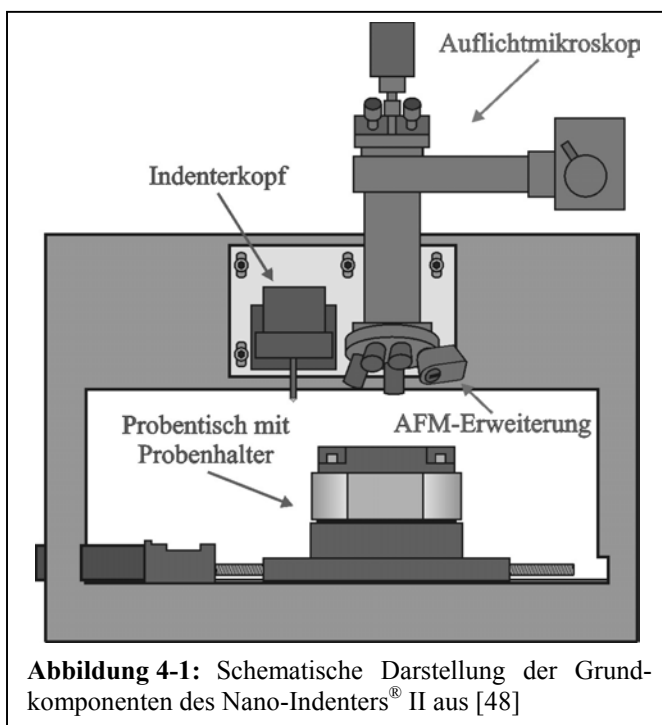 Auflichtmikroskop
Indenterkopf
Probentisch mit
Probenhalter
AFM-Erweiterung
Abbildung 4-1: Schematische Darstellung der Grund-
komponenten des Nano-Indenters® II aus [48]